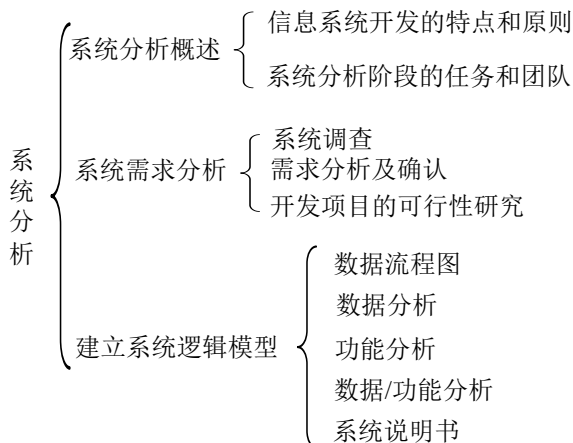 系统分析
系统分析概述
信息系统开发的特点和原则
系统分析阶段的任务和团队
系统需求分析
系统调查
需求分析及确认
开发项目的可行性研究
建立系统逻辑模型
数据流程图
数据分析
功能分析
数据/功能分析
系统说明书